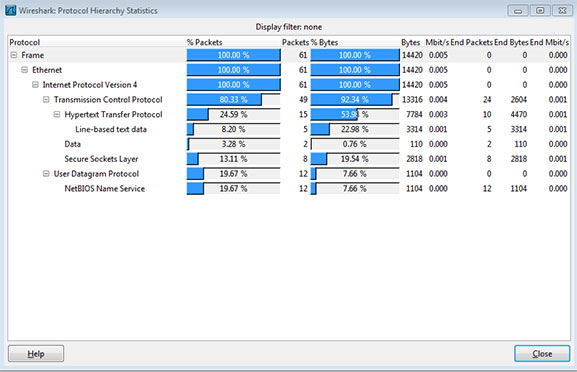 Wireshark: Protocol Hierarchy Statistics
Display filter: none
Protocol % Packets Packets % Bytes Bytes Mbit/s End Packets End Bytes End Mbit/s
Frame 100.00 % 61 100.00 % 14420 0.005 0 0 0.000
Ethernet 100.00 % 61 100.00 % 14420 0.005 0 0 0.000
Internet Protocol Version 4 100.00 % 61 100.00 % 14420 0.005 0 0 0.000
Transmission Control Protocol 80.33 % 49 92.34 % 13316 0.004 24 2604 0.001
Hypertext Transfer Protocol 24.59 % 15 53.98 % 7784 0.003 10 4470 0.001
Line-based text data 8.20 % 5 22.98 % 3314 0.001 5 3314 0.001
Data 3.28 % 2 0.76 % 110 0.000 2 110 0.000
Secure Sockets Layer 13.11 % 8 19.54 % 2818 0.001 8 2818 0.001
User Datagram Protocol 19.67 % 12 7.66 % 1104 0.000 0 0 0.000
NetBIOS Name Service 19.67 % 12 7.66 % 1104 0.000 12 1104 0.000
Help Close